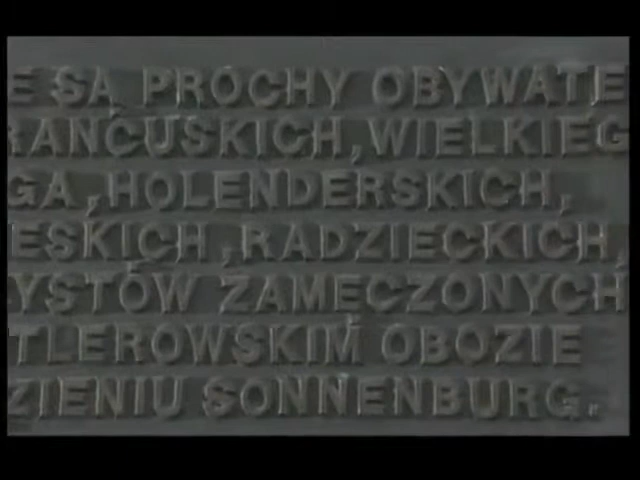 E SĄ PROCHY OBYWATE
RANCUSKICH, WIELKIEG
GA, HOLENDERSKICH,
ESKICH, RADZIECKICH,
YSTÓW ZAMĘCZONYCH
TLEROWSKIM OBOZIE
ZIENIU SONNENBURG.